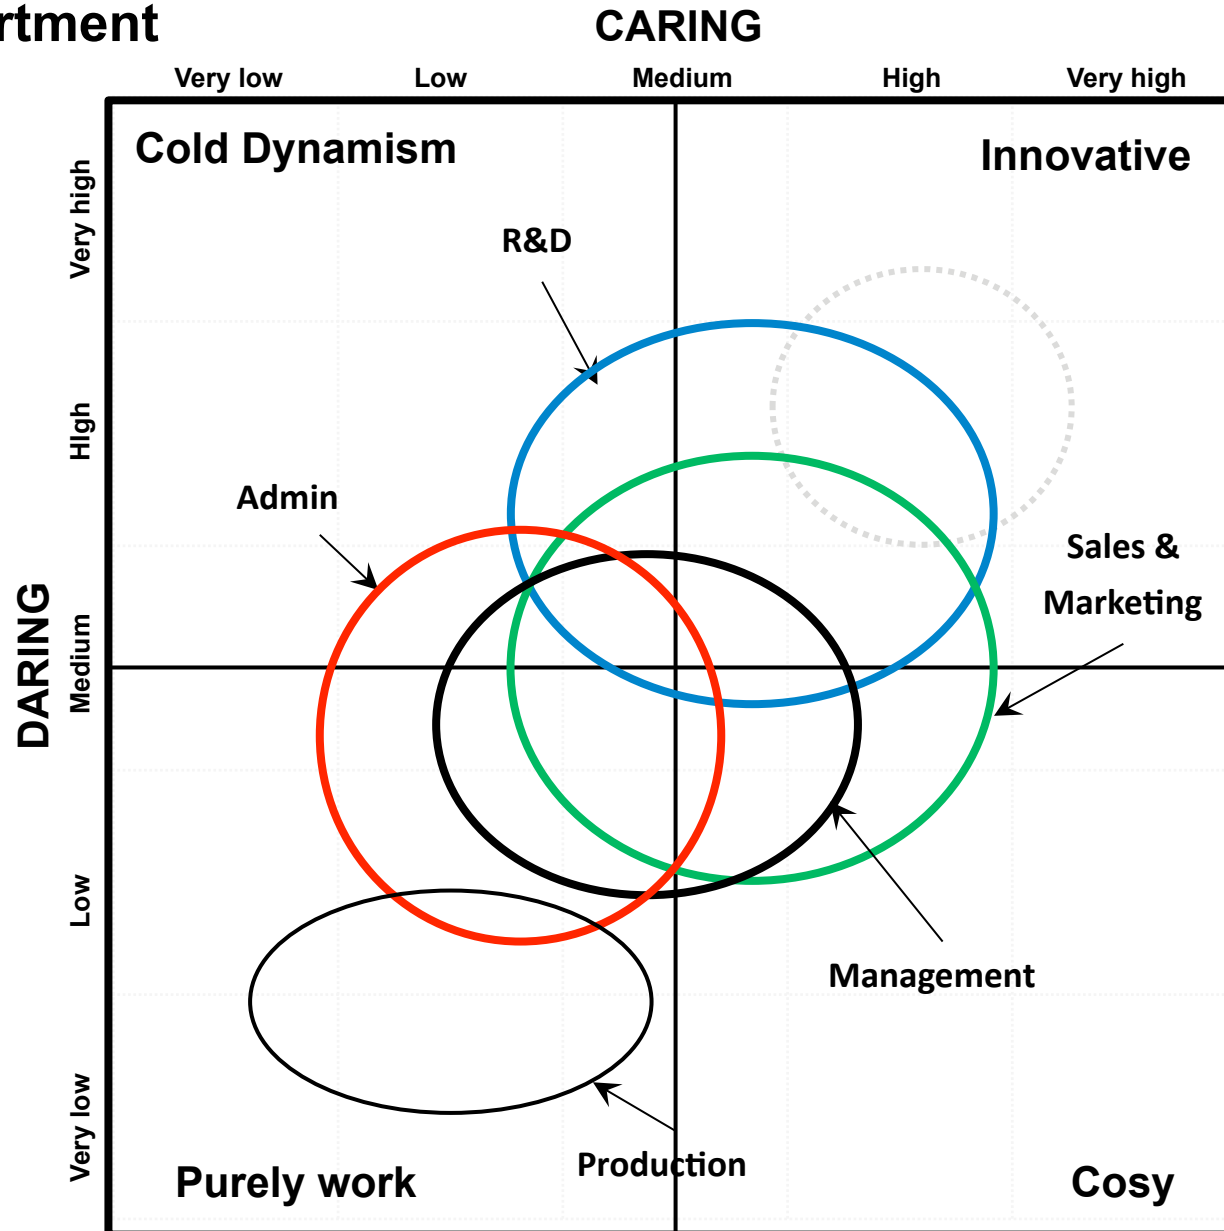 rtment
CARING
Very low Low Medium High Very high
Cold Dynamism
Innovative
Very high
R&D
HIgh
Admin
Sales &
Marketing
DARING
Medium
Low
Management
Very low
Production
Purely work
Cosy